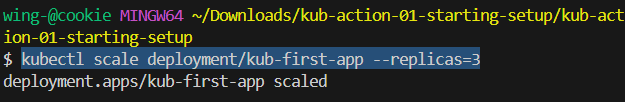 wing-@cookie MINGW64 ~/Downloads/kub-action-01-starting-setup/kub-act
ion-01-starting-setup
$ kubectl scale deployment/kub-first-app --replicas=3
deployment.apps/kub-first-app scaled